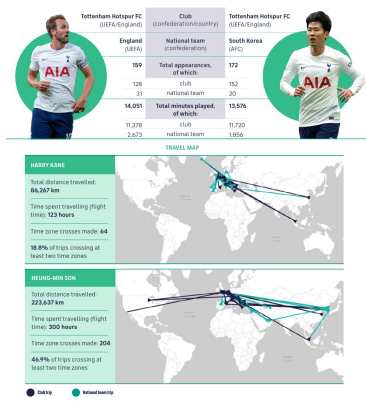 Tottenham Hotspur FC
(UEFA/England)
Club
(confederation/country)
Tottenham Hotspur FC
(UEFA/England)
England
(UEFA)
National team
(confederation)
South Korea
(AFC)
159
Total appearances,
of which:
172
128
club
152
31
national team
20
14,051
Total minutes played,
of which:
13,576
11,378
club
11,720
2,673
national team
1,856
AIA
AIA
TRAVEL MAP
HARRY KANE
Total distance travelled:
86,267 km
Time spent travelling (flight
time): 123 hours
Time zone crosses made: 64
18.8% of trips crossing at
least two time zones
HEUNG-MIN SON
Total distance travelled:
223,637 km
Time spent travelling (flight
time): 300 hours
Time zone crosses made: 204
46.9% of trips crossing at
least two time zones
Club trip
National team trip